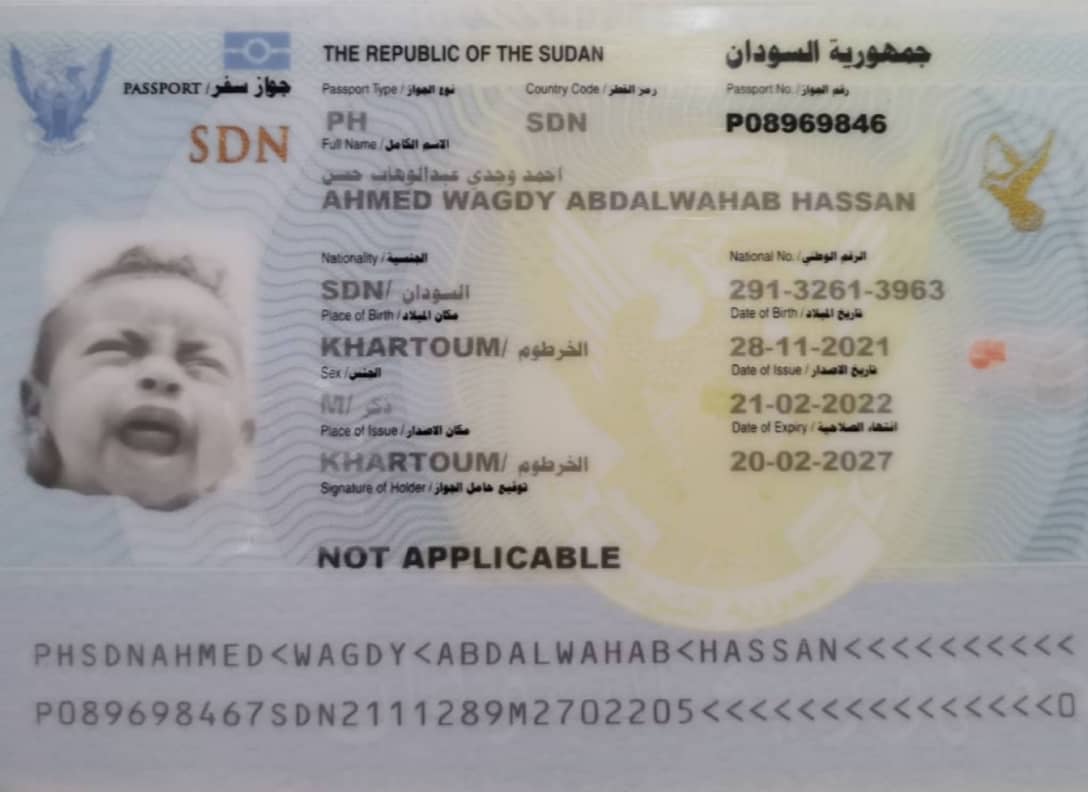 THE REPUBLIC OF THE SUDAN جمهورية السودان
PASSPORT / جواز سفر
Passport Type / نوع الجواز Country Code / رمز القطر Passport No. / رقم الجواز
PH SDN P08969846
SDN
Full Name / الاسم الكامل
احمد وجدي عبدالوهاب حسن
AHMED WAGDY ABDALWAHAB HASSAN
Nationality / الجنسية National No. / الرقم الوطني
SDN/ السودان 291-3261-3963
Place of Birth / مكان الميلاد Date of Birth / تاريخ الميلاد
KHARTOUM/ الخرطوم 28-11-2021
Sex / الجنس Date of Issue / تاريخ الاصدار
M/ ذكر 21-02-2022
Place of Issue / مكان الاصدار Date of Expiry / انتهاء الصلاحية
KHARTOUM/ الخرطوم 20-02-2027
Signature of Holder / توقيع حامل الجواز
NOT APPLICABLE
PHSDNAHMED<WAGDY<ABDALWAHAB<HASSAN<<<<<<<<<<
P089698467SDN2111289M2702205<<<<<<<<<<<<<<<0